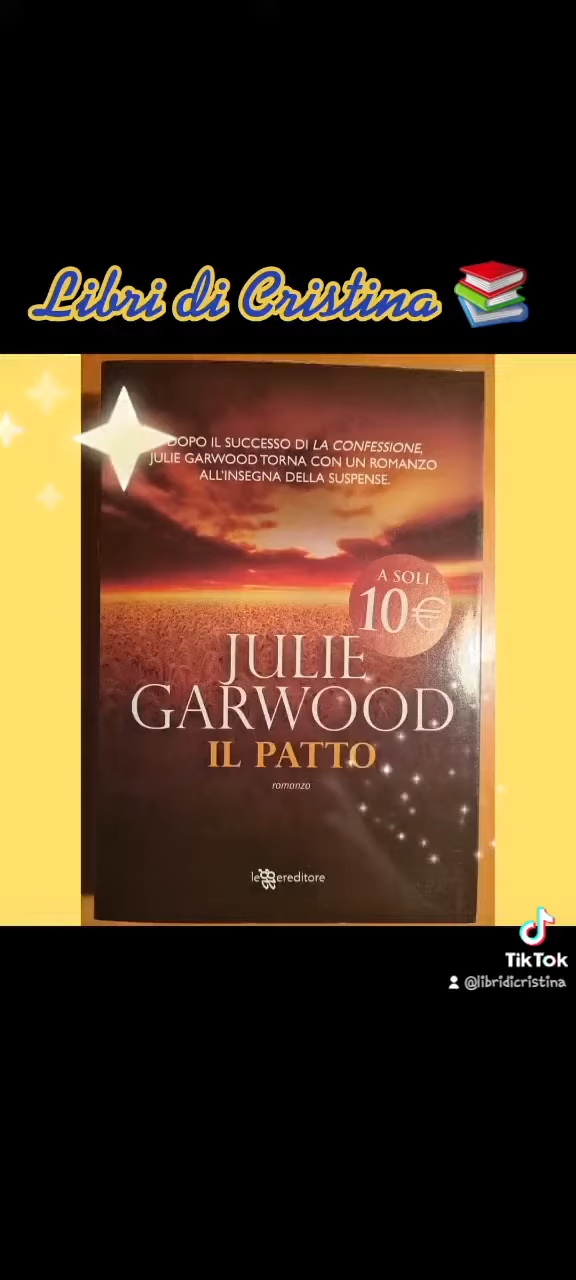 Libri di Cristina
DOPO IL SUCCESSO DI LA CONFESSIONE,
JULIE GARWOOD TORNA CON UN ROMANZO
ALL'INSEGNA DELLA SUSPENSE.
A SOLI
10€
JULIE
GARWOOD
IL PATTO
romanzo
leggereditore
TikTok
@libridicristina